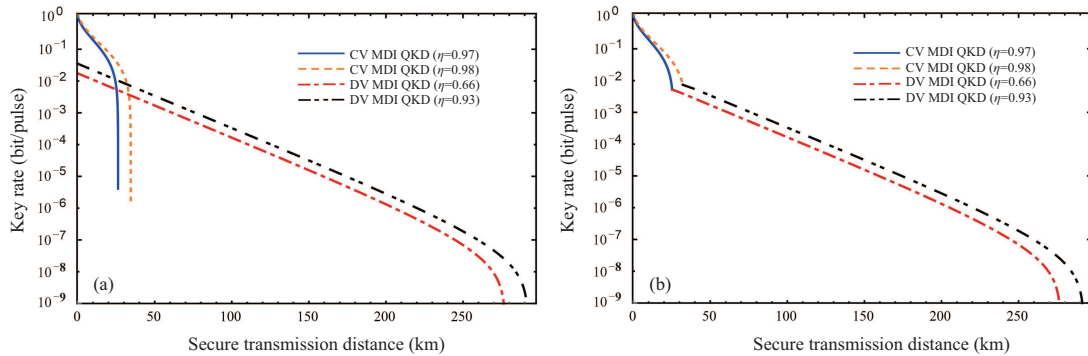 Key rate (bit/pulse)
10⁰
10⁻¹
10⁻²
10⁻³
10⁻⁴
10⁻⁵
10⁻⁶
10⁻⁷
10⁻⁸
10⁻⁹
CV MDI QKD (η=0.97)
CV MDI QKD (η=0.98)
DV MDI QKD (η=0.66)
DV MDI QKD (η=0.93)
(a)
0 50 100 150 200 250
Secure transmission distance (km)
Key rate (bit/pulse)
10⁰
10⁻¹
10⁻²
10⁻³
10⁻⁴
10⁻⁵
10⁻⁶
10⁻⁷
10⁻⁸
10⁻⁹
CV MDI QKD (η=0.97)
CV MDI QKD (η=0.98)
DV MDI QKD (η=0.66)
DV MDI QKD (η=0.93)
(b)
0 50 100 150 200 250
Secure transmission distance (km)